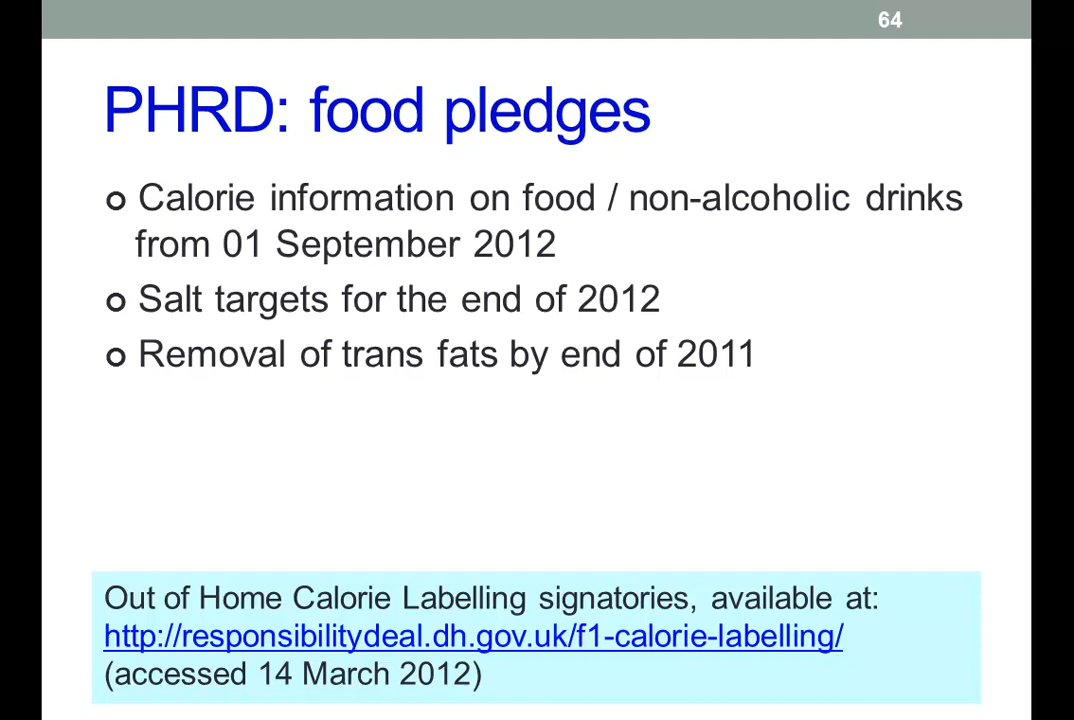 64
PHRD: food pledges
o Calorie information on food / non-alcoholic drinks
from 01 September 2012
o Salt targets for the end of 2012
o Removal of trans fats by end of 2011
Out of Home Calorie Labelling signatories, available at:
http://responsibilitydeal.dh.gov.uk/f1-calorie-labelling/
(accessed 14 March 2012)